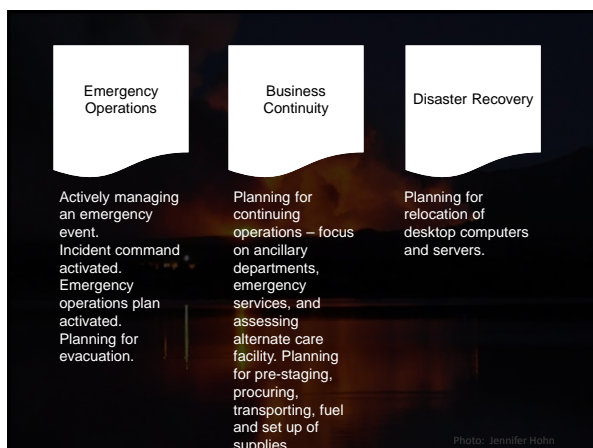 Emergency
Operations
Business
Continuity
Disaster Recovery
Actively managing
an emergency
event.
Incident command
activated.
Emergency
operations plan
activated.
Planning for
evacuation.
Planning for
continuing
operations – focus
on ancillary
departments,
emergency
services, and
assessing
alternate care
facility. Planning
for pre-staging,
procuring,
transporting, fuel
and set up of
supplies
Planning for
relocation of
desktop computers
and servers.
Photo: Jennifer Hohn